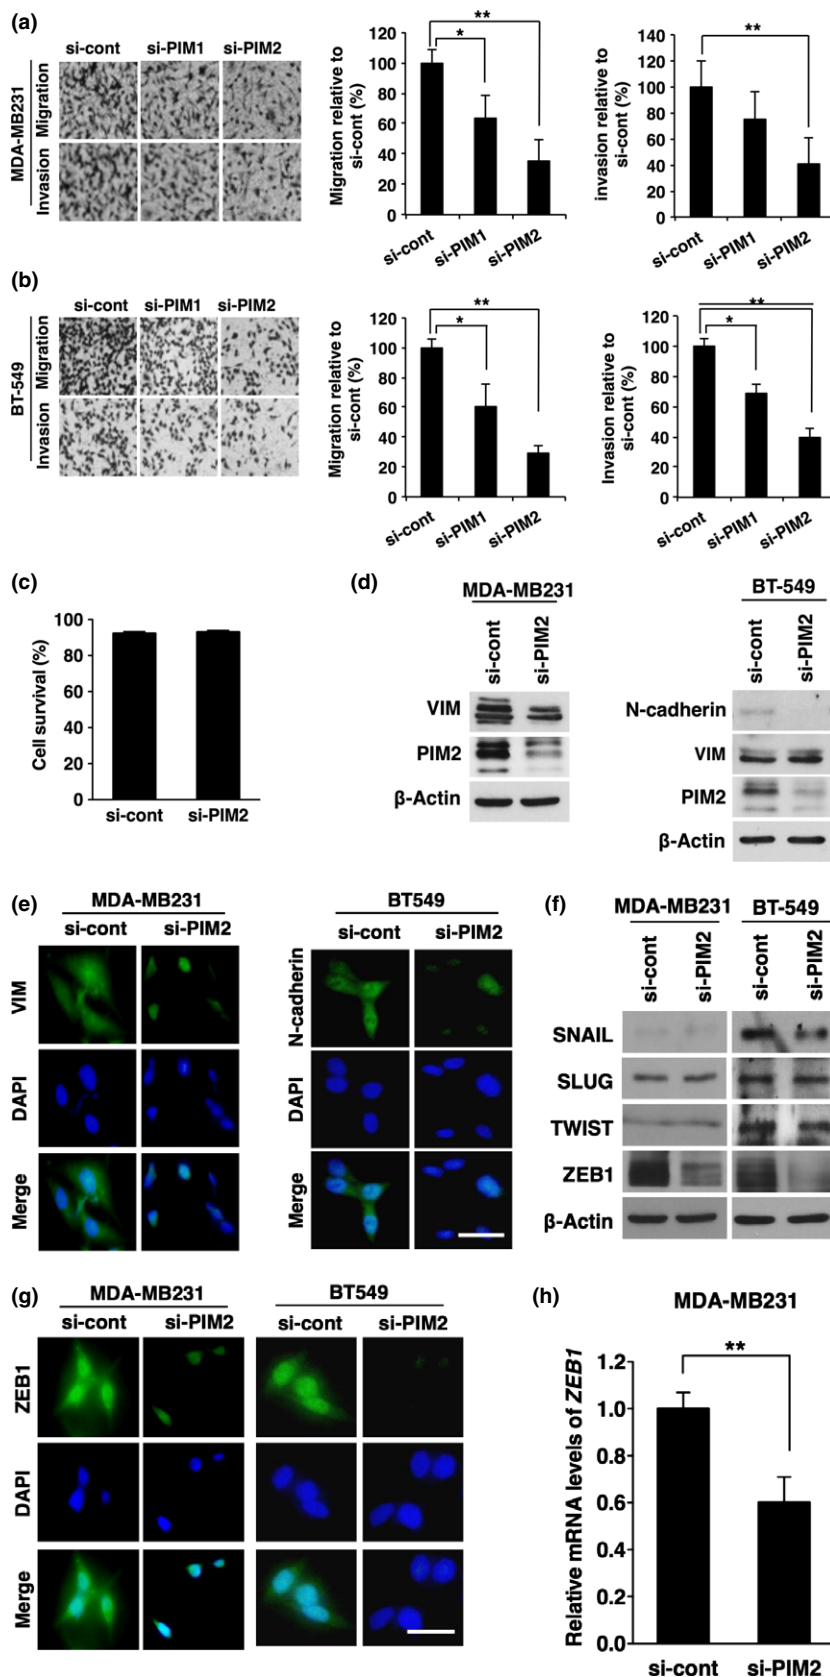 (a)
si-cont si-PIM1 si-PIM2
MDA-MB231
Migration
Invasion
Migration relative to
si-cont (%)
120
100
80
60
40
20
0
* **
si-cont si-PIM1 si-PIM2
invasion relative to
si-cont (%)
140
120
100
80
60
40
20
0
**
si-cont si-PIM1 si-PIM2
(b)
si-cont si-PIM1 si-PIM2
BT-549
Migration
Invasion
Migration relative to
si-cont (%)
120
100
80
60
40
20
0
* **
si-cont si-PIM1 si-PIM2
Invasion relative to
si-cont (%)
120
100
80
60
40
20
0
* **
si-cont si-PIM1 si-PIM2
(c)
Cell survival (%)
100
80
60
40
20
0
si-cont si-PIM2
(d)
MDA-MB231
si-cont si-PIM2
VIM
PIM2
β-Actin
BT-549
si-cont si-PIM2
N-cadherin
VIM
PIM2
β-Actin
(e)
MDA-MB231
si-cont si-PIM2
VIM
DAPI
Merge
BT549
si-cont si-PIM2
N-cadherin
DAPI
Merge
(f)
MDA-MB231 BT-549
si-cont si-PIM2 si-cont si-PIM2
SNAIL
SLUG
TWIST
ZEB1
β-Actin
(g)
MDA-MB231 BT549
si-cont si-PIM2 si-cont si-PIM2
ZEB1
DAPI
Merge
(h)
MDA-MB231
Relative mRNA levels of ZEB1
1.2
1.0
0.8
0.6
0.4
0.2
0.0
**
si-cont si-PIM2